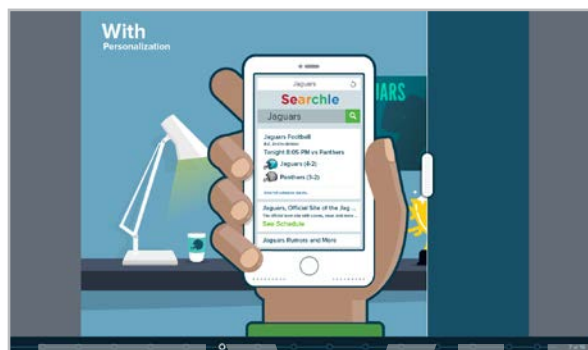 With
Personalization
Jaguars
IARS
Searchle
Jaguars
Jaguars Football
Tonight 8:05 PM vs Panthers
Jaguars (4-2)
Panthers (3-2)
Jaguars, Official Site of the Jag ...
See Schedule
Jaguars Rumors and More